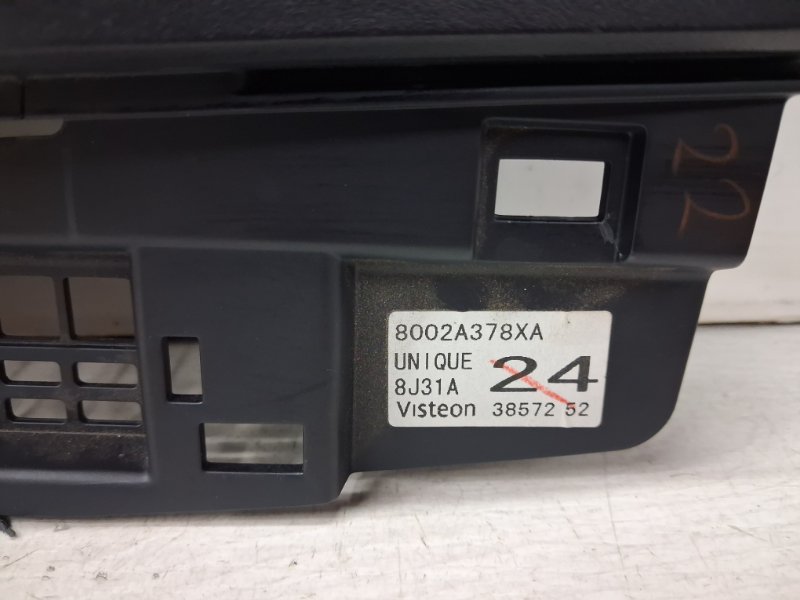 22
8002A378XA
UNIQUE 24
8J31A
Visteon 38572 52